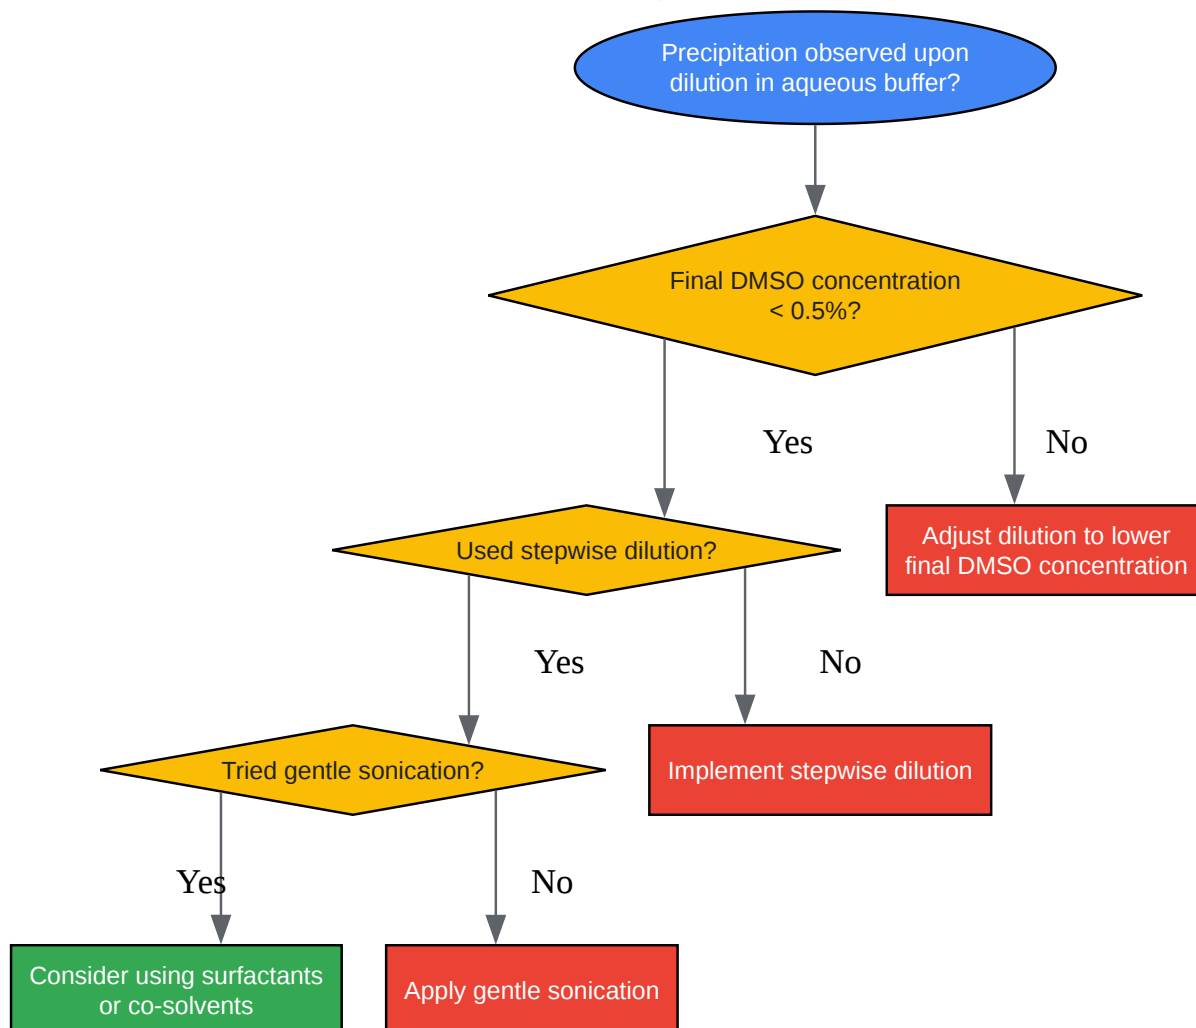 Precipitation observed upon
dilution in aqueous buffer?
Final DMSO concentration
< 0.5%?
Yes
No
Used stepwise dilution?
Adjust dilution to lower
final DMSO concentration
Yes
No
Tried gentle sonication?
Implement stepwise dilution
Yes
No
Consider using surfactants
or co-solvents
Apply gentle sonication